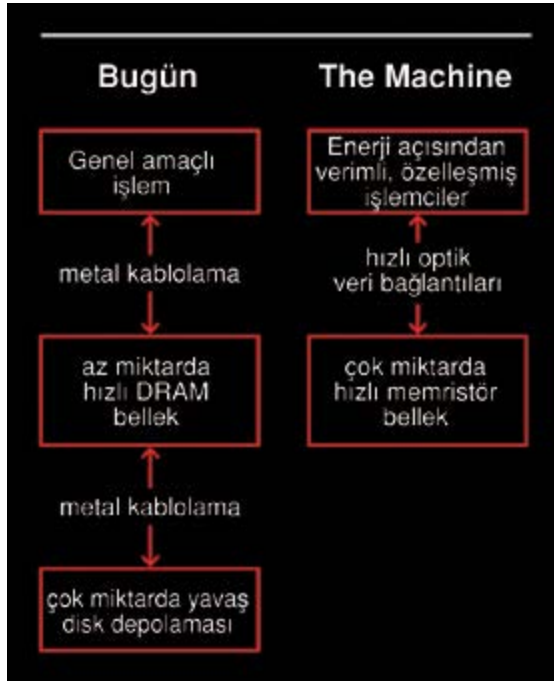 Bugün
Genel amaçlı
işlem
metal kablolama
az miktarda
hızlı DRAM
bellek
metal kablolama
çok miktarda yavaş
disk depolaması
The Machine
Enerji açısından
verimli, özelleşmiş
işlemciler
hızlı optik
veri bağlantıları
çok miktarda
hızlı memristör
bellek